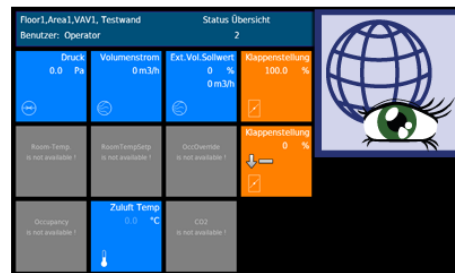 Floor1,Area1,VAV1, Testwand
Status Übersicht
Benutzer: Operator
2
Druck
0.0 Pa
Volumenstrom
0 m3/h
Ext.Vol.Sollwert
0 %
0 m3/h
Klappenstellung
100.0 %
Room-Temp.
is not available !
RoomTempSetp
is not available !
OccOverride
is not available !
Klappenstellung
0 %
Occupancy
is not available !
Zuluft Temp
0.0 °C
CO2
is not available !